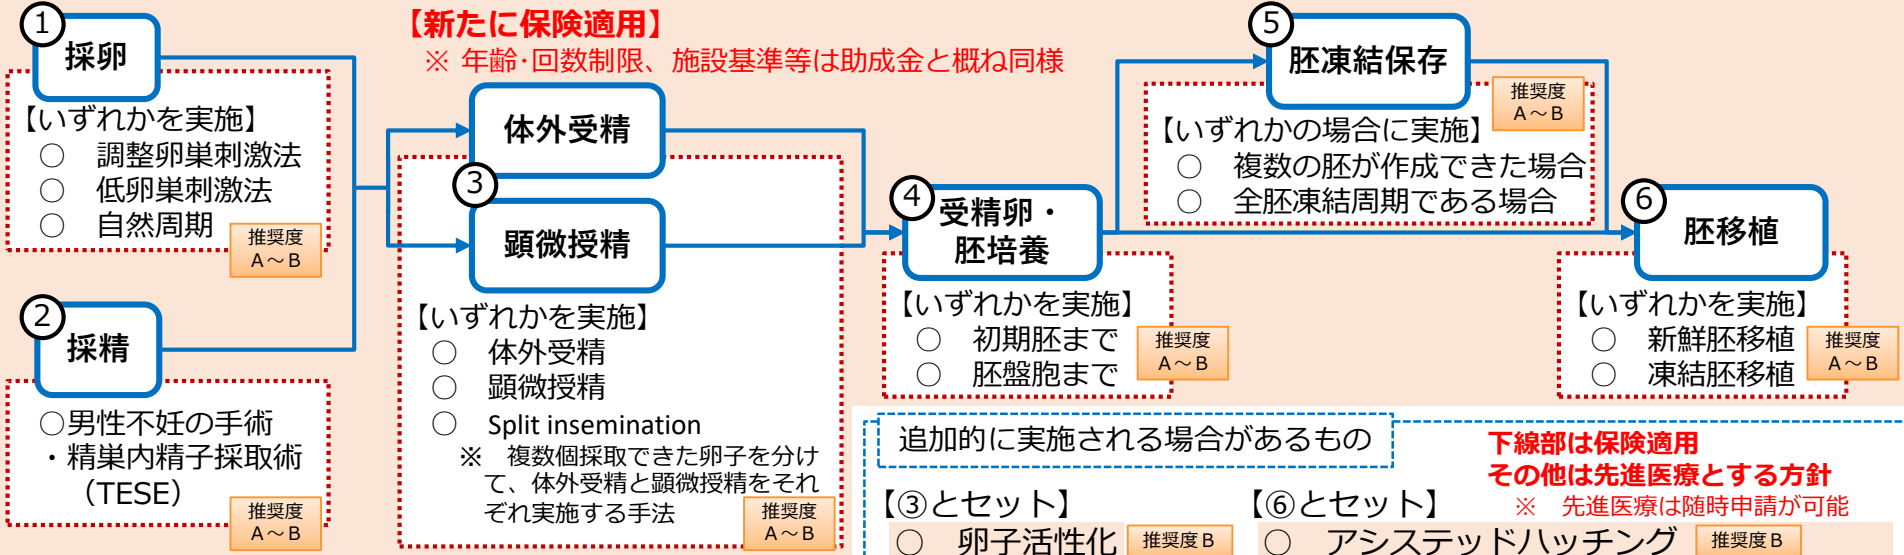 【新たに保険適用】
※ 年齢・回数制限、施設基準等は助成金と概ね同様
①
採卵
【いずれかを実施】
○ 調整卵巣刺激法
○ 低卵巣刺激法
○ 自然周期
推奨度
A～B
②
採精
○男性不妊の手術
・精巣内精子採取術
（TESE）
推奨度
A～B
体外受精
③
顕微授精
【いずれかを実施】
○ 体外受精
○ 顕微授精
○ Split insemination
※ 複数個採取できた卵子を分け
て、体外受精と顕微授精をそれ
ぞれ実施する手法
推奨度
A～B
④
受精卵・
胚培養
【いずれかを実施】
○ 初期胚まで
○ 胚盤胞まで
推奨度
A～B
⑤
胚凍結保存
推奨度
A～B
【いずれかの場合に実施】
○ 複数の胚が作成できた場合
○ 全胚凍結周期である場合
⑥
胚移植
【いずれかを実施】
○ 新鮮胚移植
○ 凍結胚移植
推奨度
A～B
追加的に実施される場合があるもの
下線部は保険適用
その他は先進医療とする方針
※ 先進医療は随時申請が可能
【③とセット】
○ 卵子活性化 推奨度B
【⑥とセット】
○ アシステッドハッチング 推奨度B